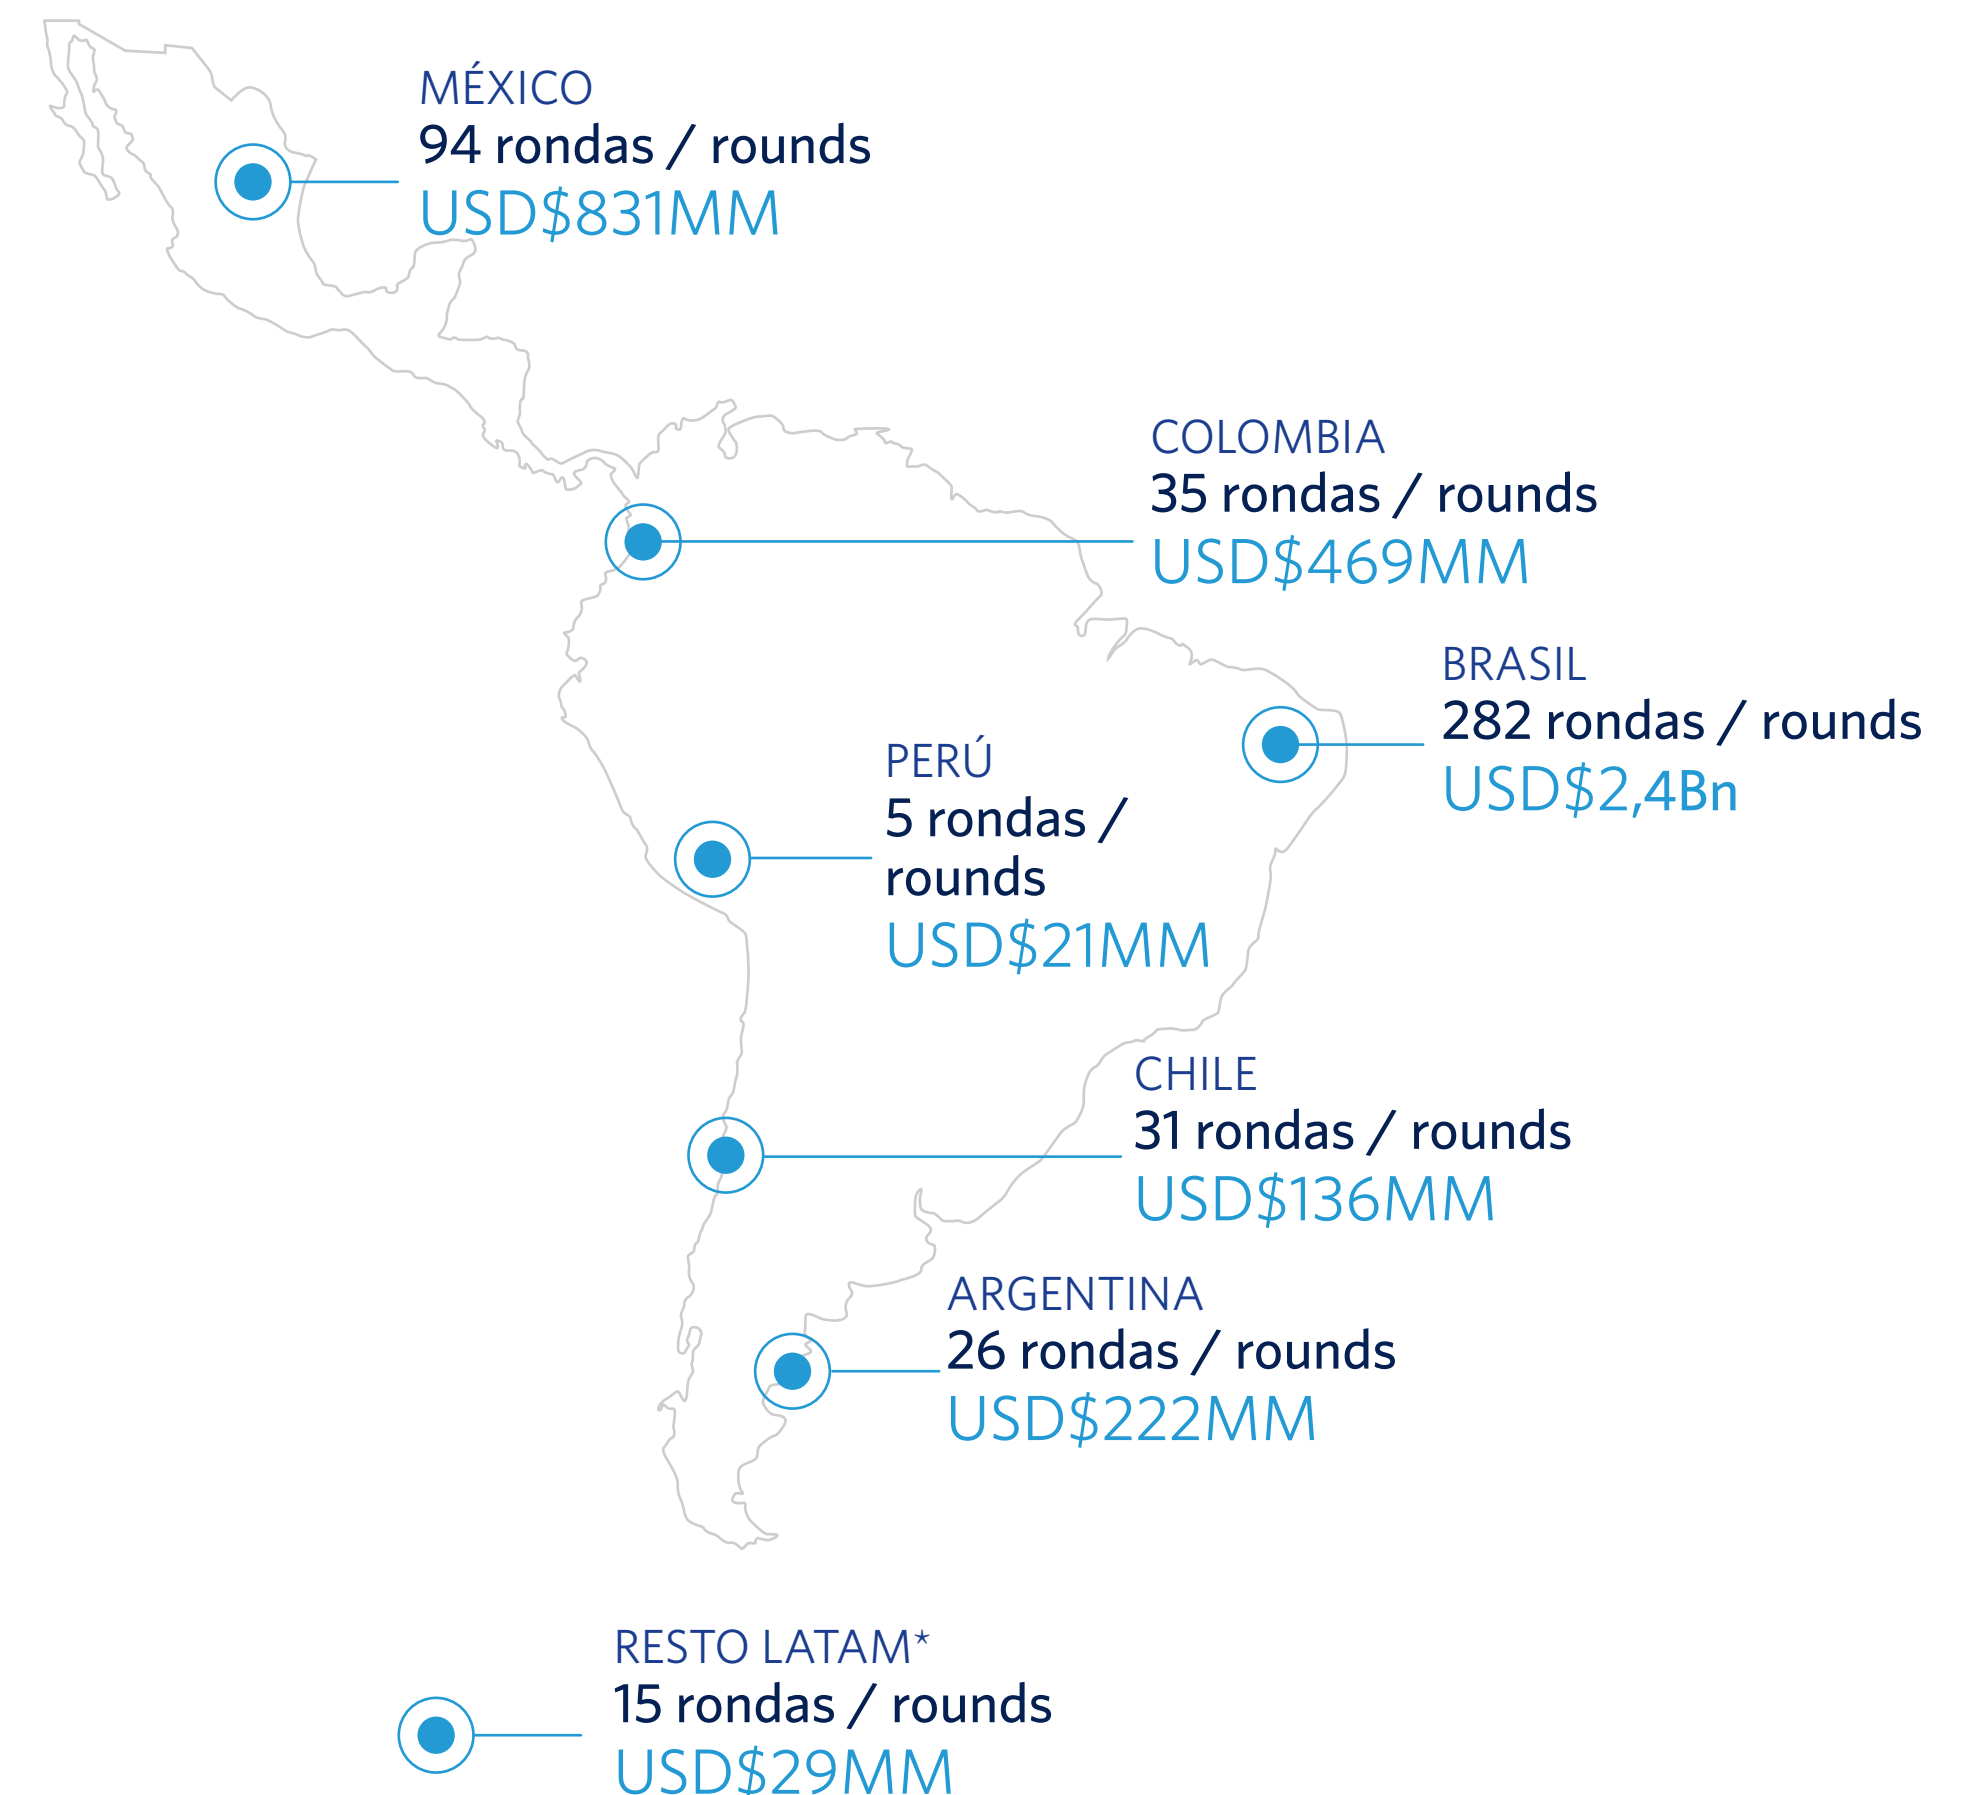 MÉXICO
94 rondas / rounds
USD$831MM
COLOMBIA
35 rondas / rounds
USD$469MM
BRASIL
282 rondas / rounds
USD$2,4Bn
PERÚ
5 rondas /
rounds
USD$21MM
CHILE
31 rondas / rounds
USD$136MM
ARGENTINA
26 rondas / rounds
USD$222MM
RESTO LATAM*
15 rondas / rounds
USD$29MM